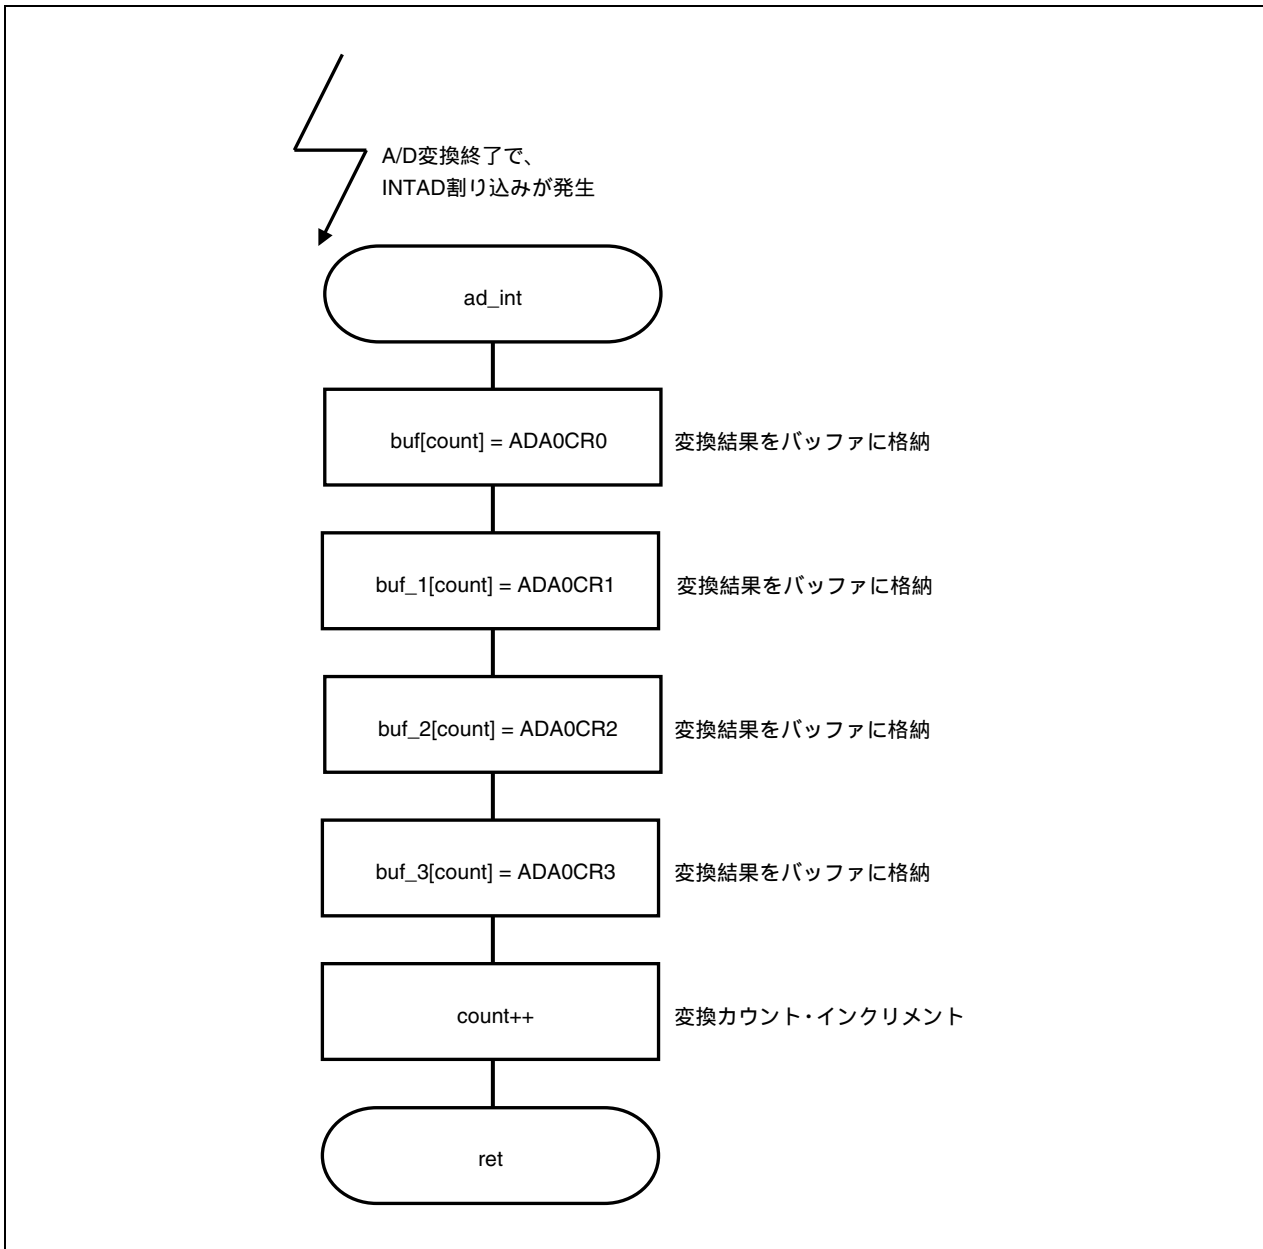 A/D変換終了で、
INTAD割り込みが発生
ad_int
buf[count] = ADA0CR0
変換結果をバッファに格納
buf_1[count] = ADA0CR1
変換結果をバッファに格納
buf_2[count] = ADA0CR2
変換結果をバッファに格納
buf_3[count] = ADA0CR3
変換結果をバッファに格納
count++
変換カウント・インクリメント
ret